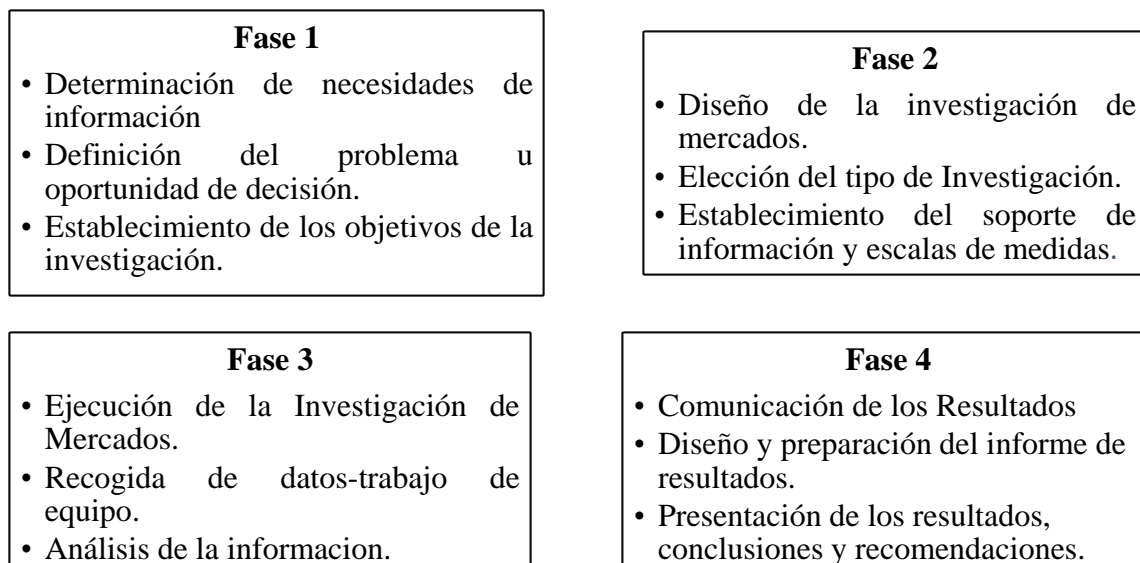 Fase 1
• Determinación de necesidades de
información
• Definición del problema u
oportunidad de decisión.
• Establecimiento de los objetivos de la
investigación.
Fase 2
• Diseño de la investigación de
mercados.
• Elección del tipo de Investigación.
• Establecimiento del soporte de
información y escalas de medidas.
Fase 3
• Ejecución de la Investigación de
Mercados.
• Recogida de datos-trabajo de
equipo.
• Análisis de la informacion.
Fase 4
• Comunicación de los Resultados
• Diseño y preparación del informe de
resultados.
• Presentación de los resultados,
conclusiones y recomendaciones.